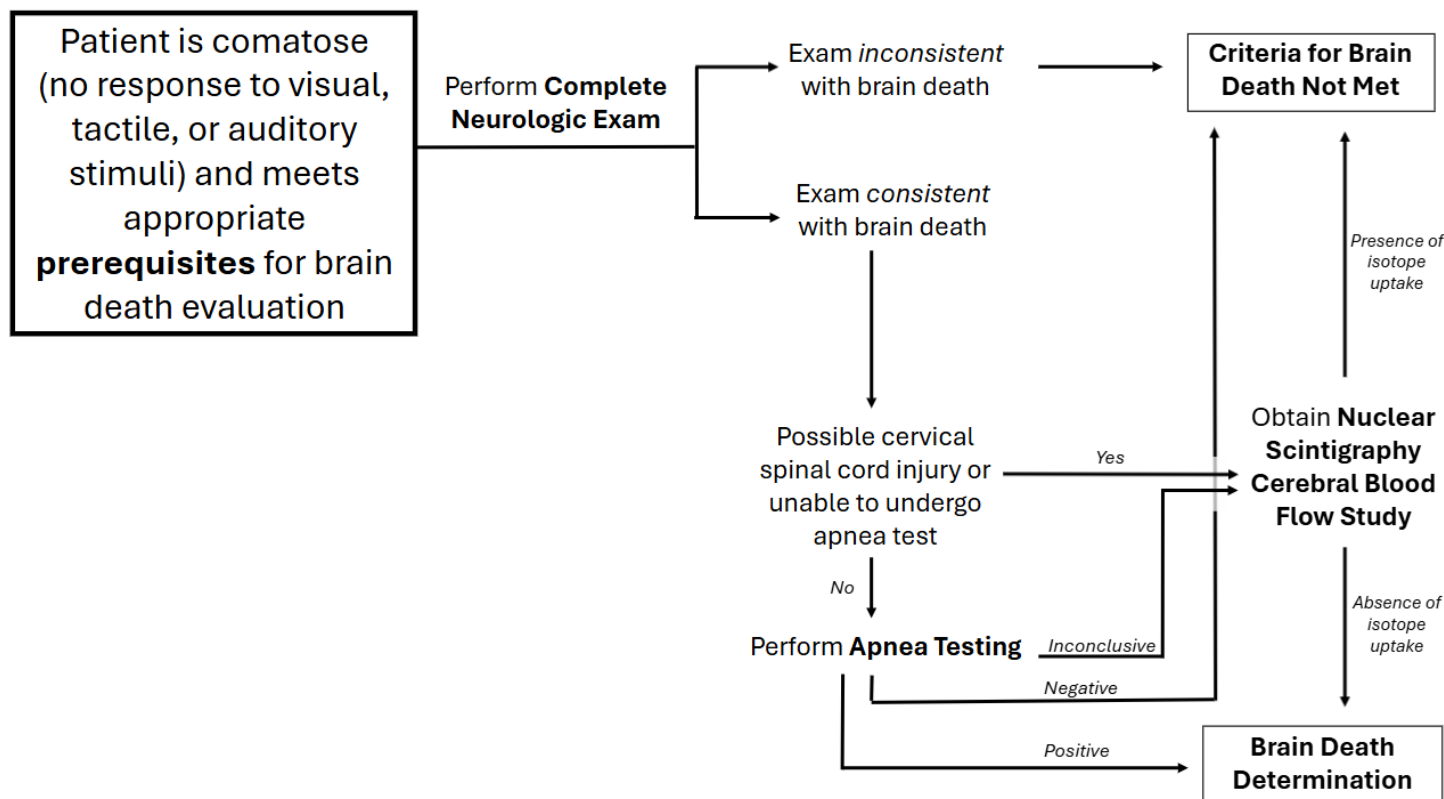 Patient is comatose
(no response to visual,
tactile, or auditory
stimuli) and meets
appropriate
prerequisites for brain
death evaluation
Perform Complete
Neurologic Exam
Exam inconsistent
with brain death
Criteria for Brain
Death Not Met
Exam consistent
with brain death
Presence of
isotope
uptake
Possible cervical
spinal cord injury or
unable to undergo
apnea test
Yes
Obtain Nuclear
Scintigraphy
Cerebral Blood
Flow Study
No
Absence of
isotope
uptake
Perform Apnea Testing
Inconclusive
Negative
Positive
Brain Death
Determination